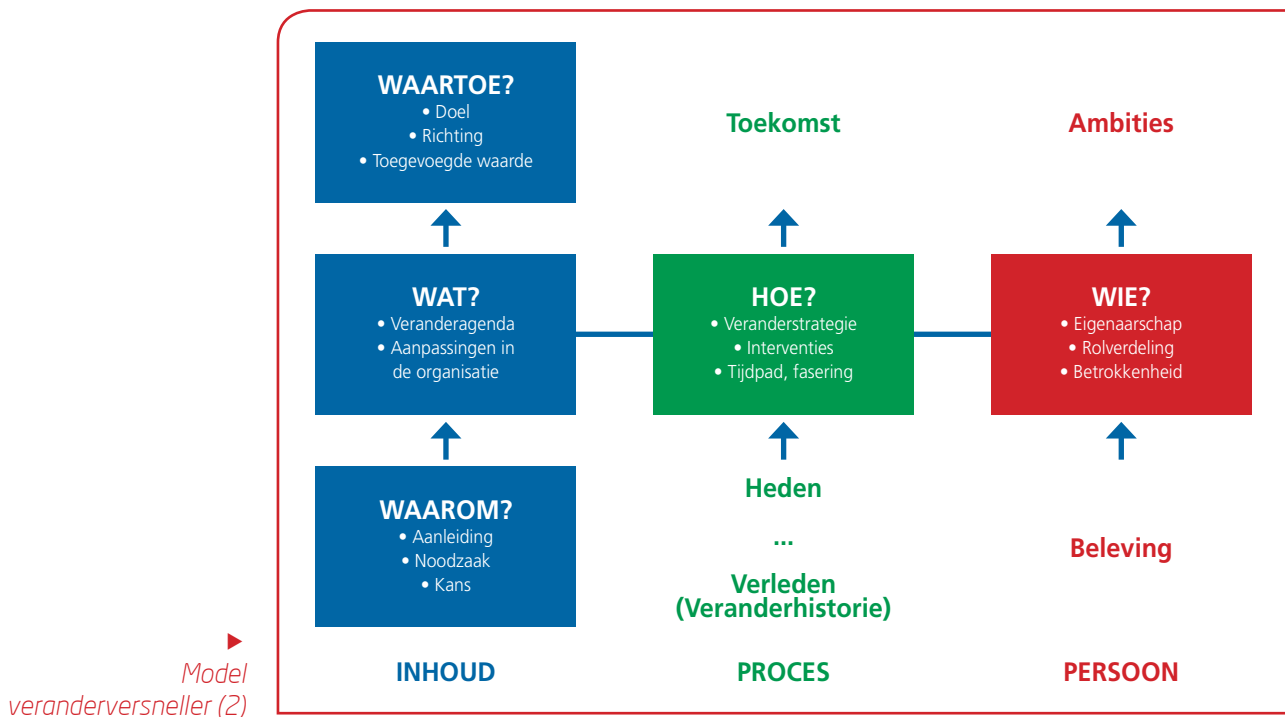 WAARTOE?
• Doel
• Richting
• Toegevoegde waarde
Toekomst
Ambities
WAT?
• Veranderagenda
• Aanpassingen in
de organisatie
HOE?
• Veranderstrategie
• Interventies
• Tijdpad, fasering
WIE?
• Eigenaarschap
• Rolverdeling
• Betrokkenheid
WAAROM?
• Aanleiding
• Noodzaak
• Kans
Heden
...
Verleden
(Veranderhistorie)
Beleving
INHOUD
PROCES
PERSOON
Model
veranderversneller (2)